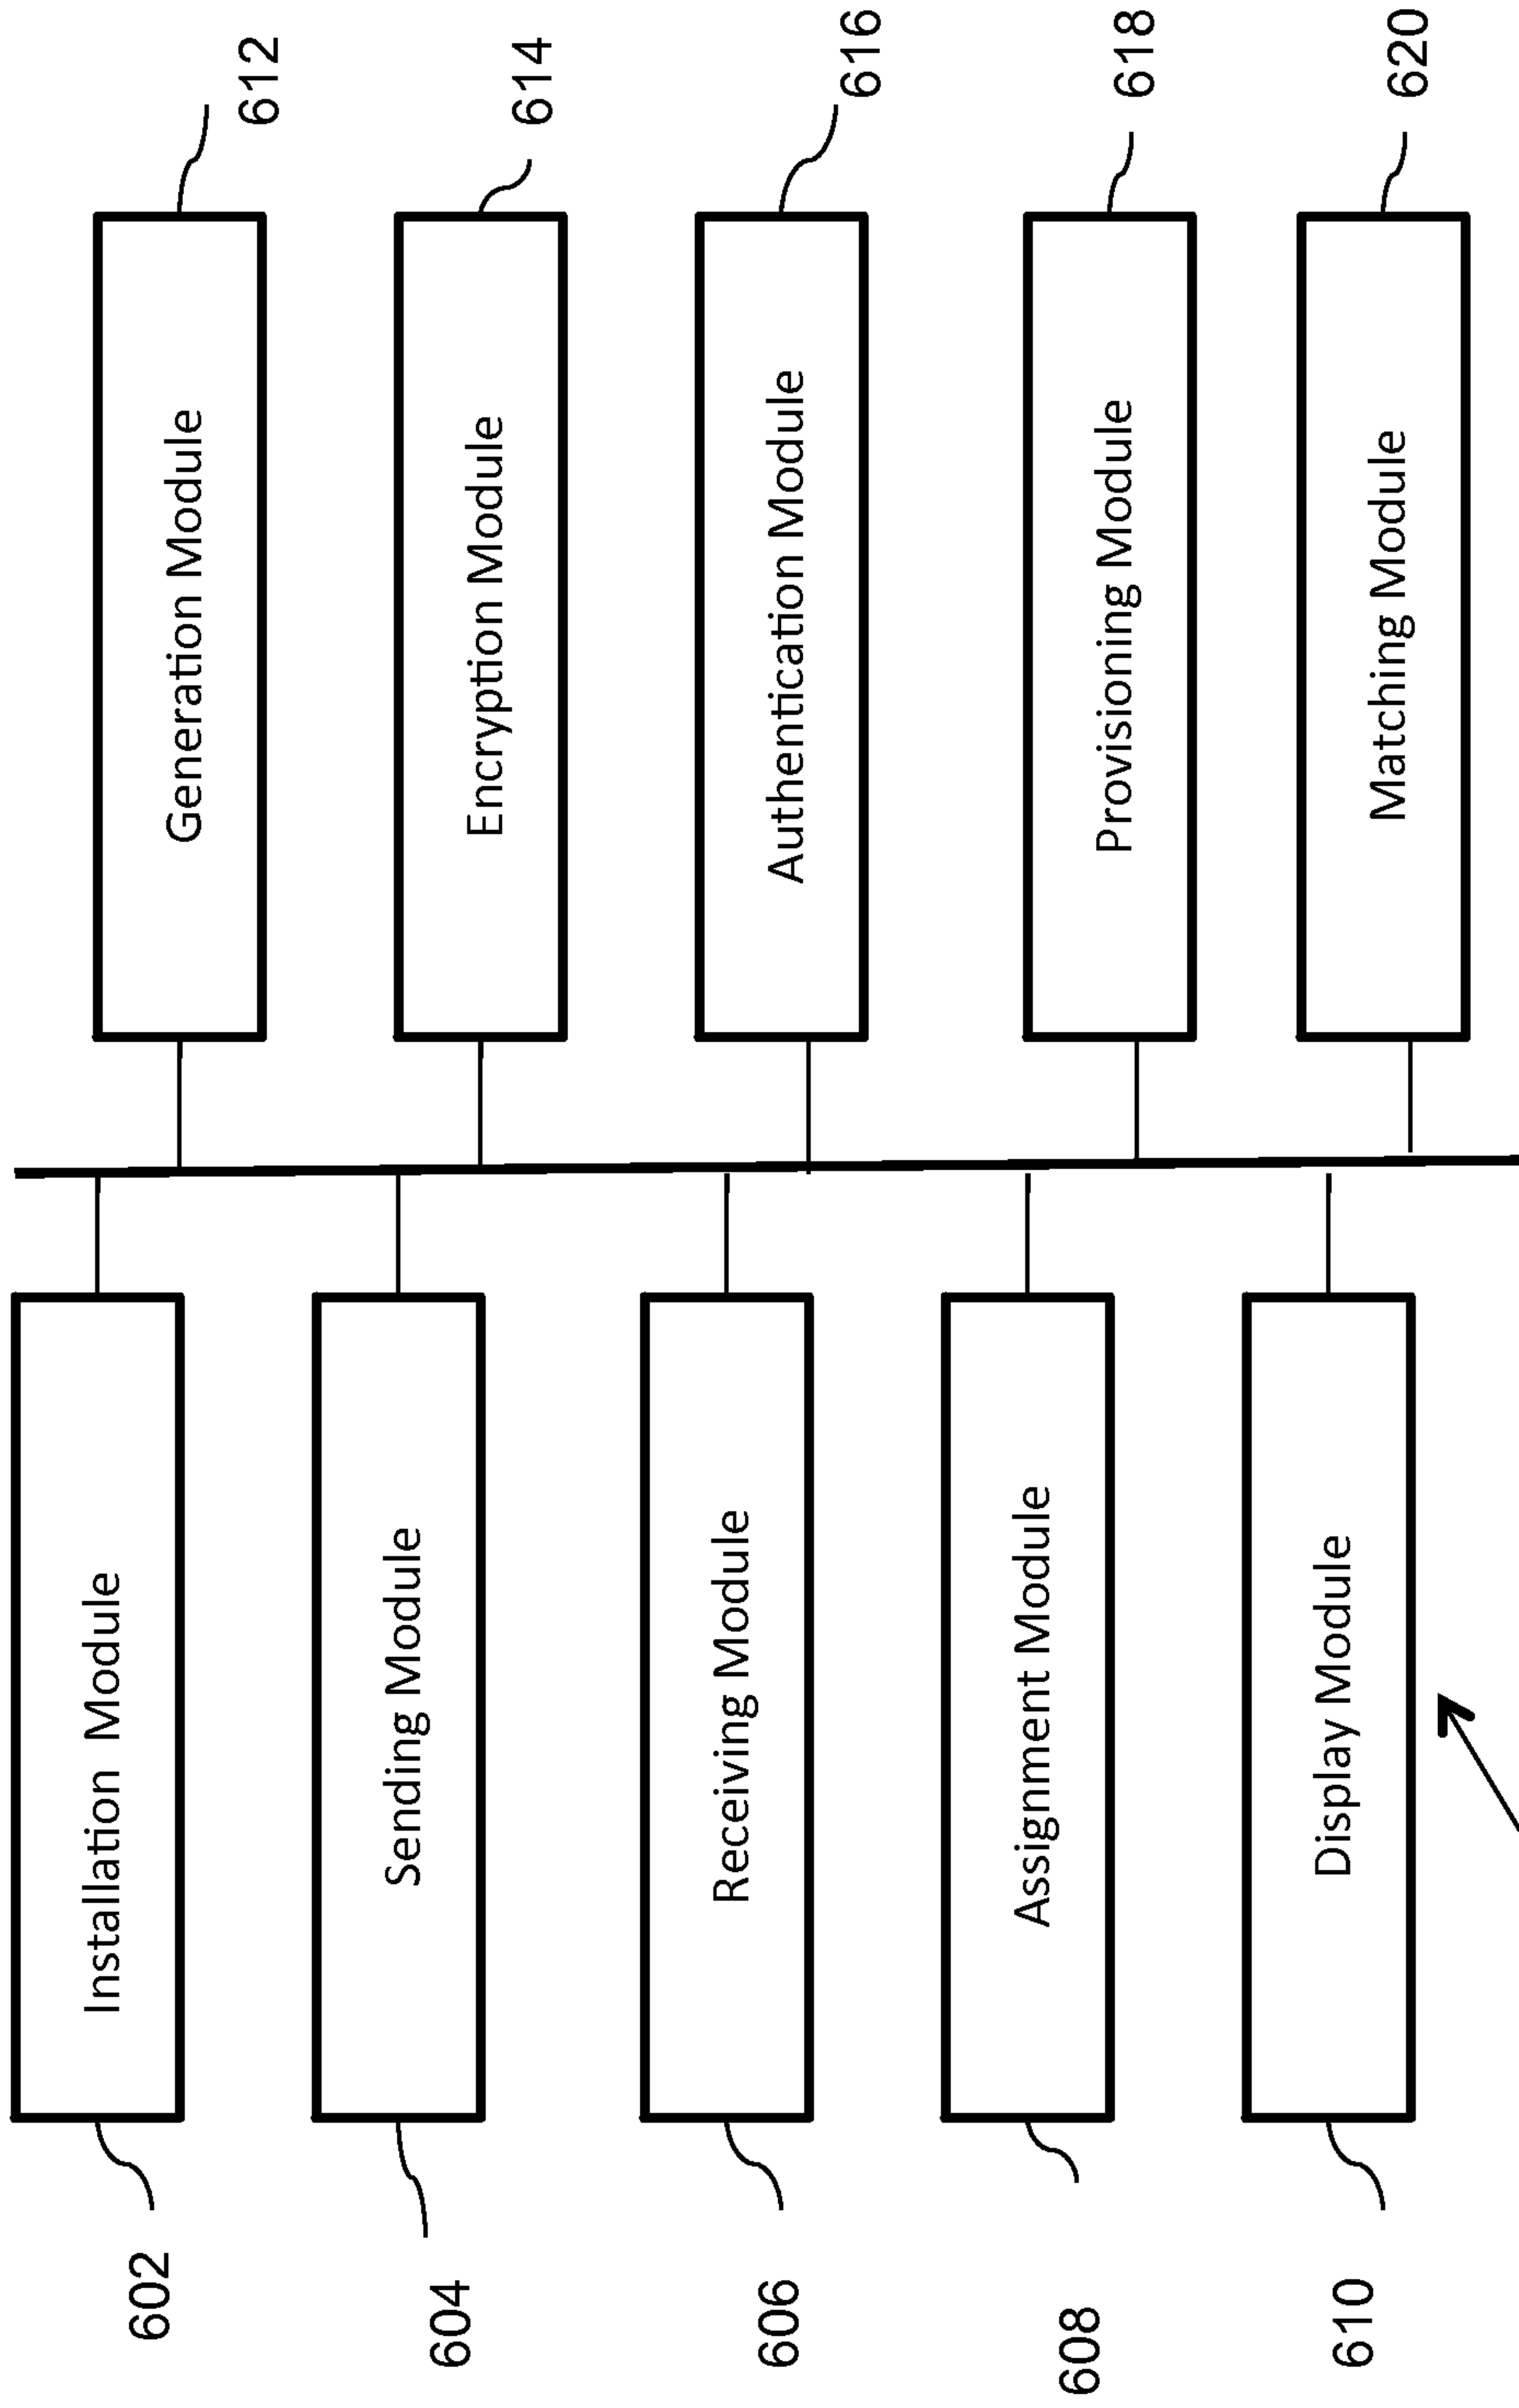 602
Installation Module
612
Generation Module
604
Sending Module
614
Encryption Module
606
Receiving Module
616
Authentication Module
608
Assignment Module
618
Provisioning Module
610
Display Module
620
Matching Module